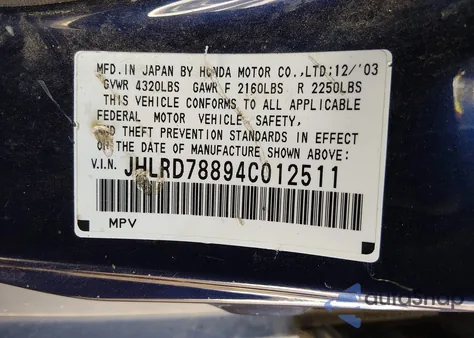 MFD.IN JAPAN BY HONDA MOTOR CO.,LTD:12/'03
GVWR 4320LBS GAWR F 2160LBS R 2250LBS
THIS VEHICLE CONFORMS TO ALL APPLICABLE
FEDERAL MOTOR VEHICLE SAFETY,
AND THEFT PREVENTION STANDARDS IN EFFECT
ON THE DATE OF MANUFACTURE SHOWN ABOVE:
V.I.N. JHLRD78894C012511
MPV
autosnap